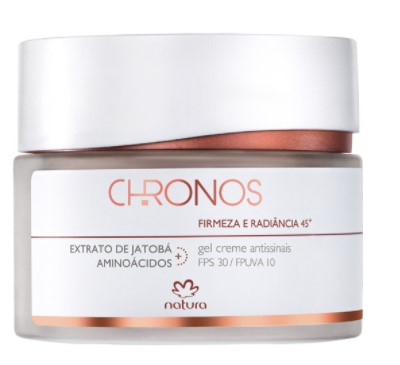 CHRONOS
FIRMEZA E RADIÂNCIA 45+
EXTRATO DE JATOBÁ
AMINOÁCIDOS
+
gel creme antissinais
FPS 30 / FPUVA 10
natura